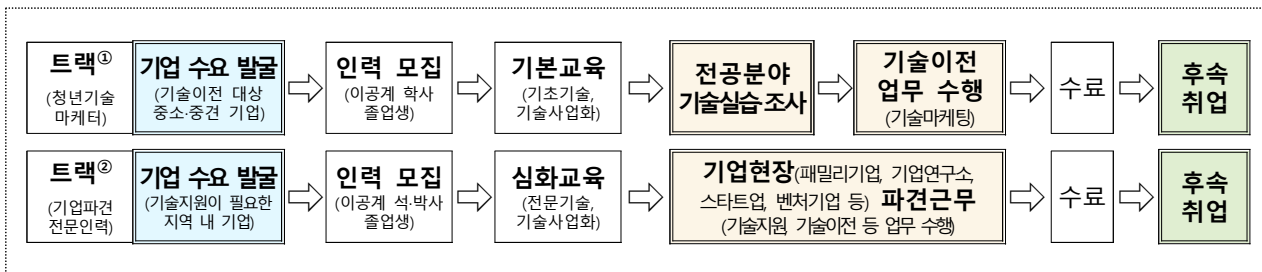 트랙①
(청년기술
마케터)
기업 수요 발굴
(기술이전 대상
중소·중견 기업)
인력 모집
(이공계 학사
졸업생)
기본교육
(기초기술,
기술사업화)
전공분야
기술실습·조사
기술이전
업무 수행
(기술마케팅)
수료
후속
취업
트랙②
(기업파견
전문인력)
기업 수요 발굴
(기술지원이 필요한
지역 내 기업)
인력 모집
(이공계 석·박사
졸업생)
심화교육
(전문기술,
기술사업화)
기업현장(패밀리기업, 기업연구소,
스타트업, 벤처기업 등) 파견근무
(기술지원, 기술이전 등 업무 수행)
수료
후속
취업